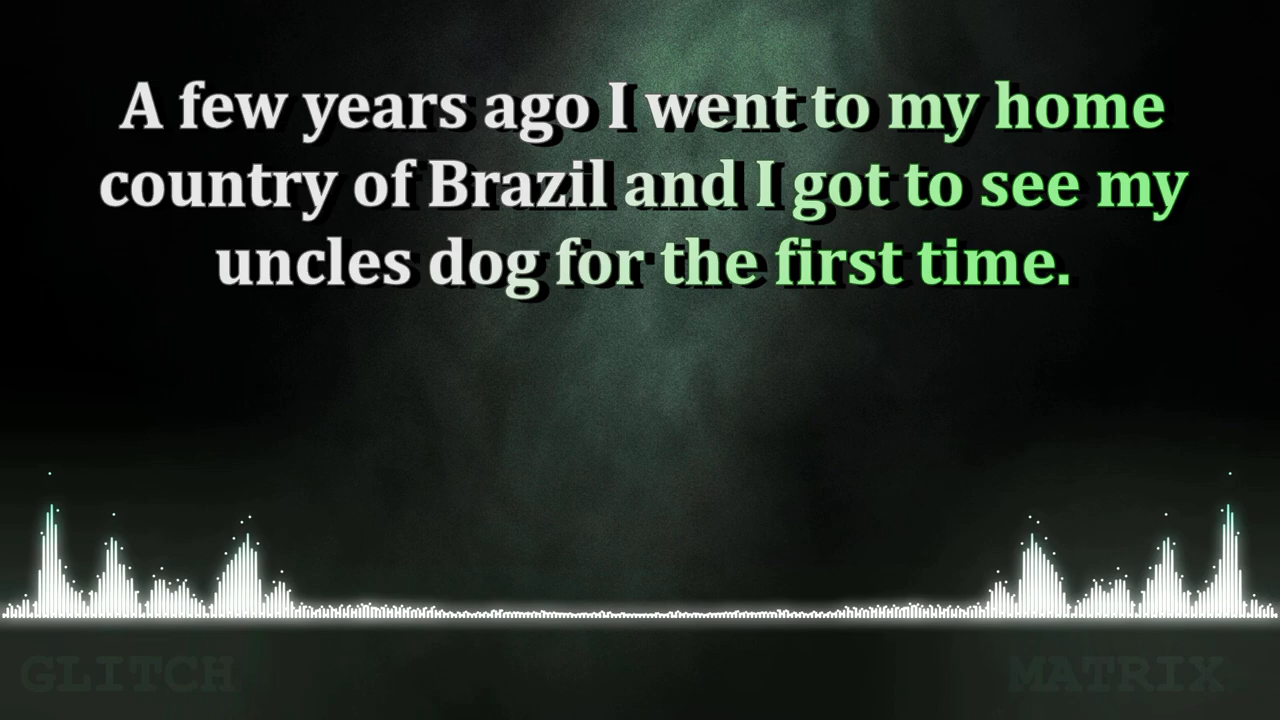 A few years ago I went to my home
country of Brazil and I got to see my
uncles dog for the first time.
GLITCH MATRIX